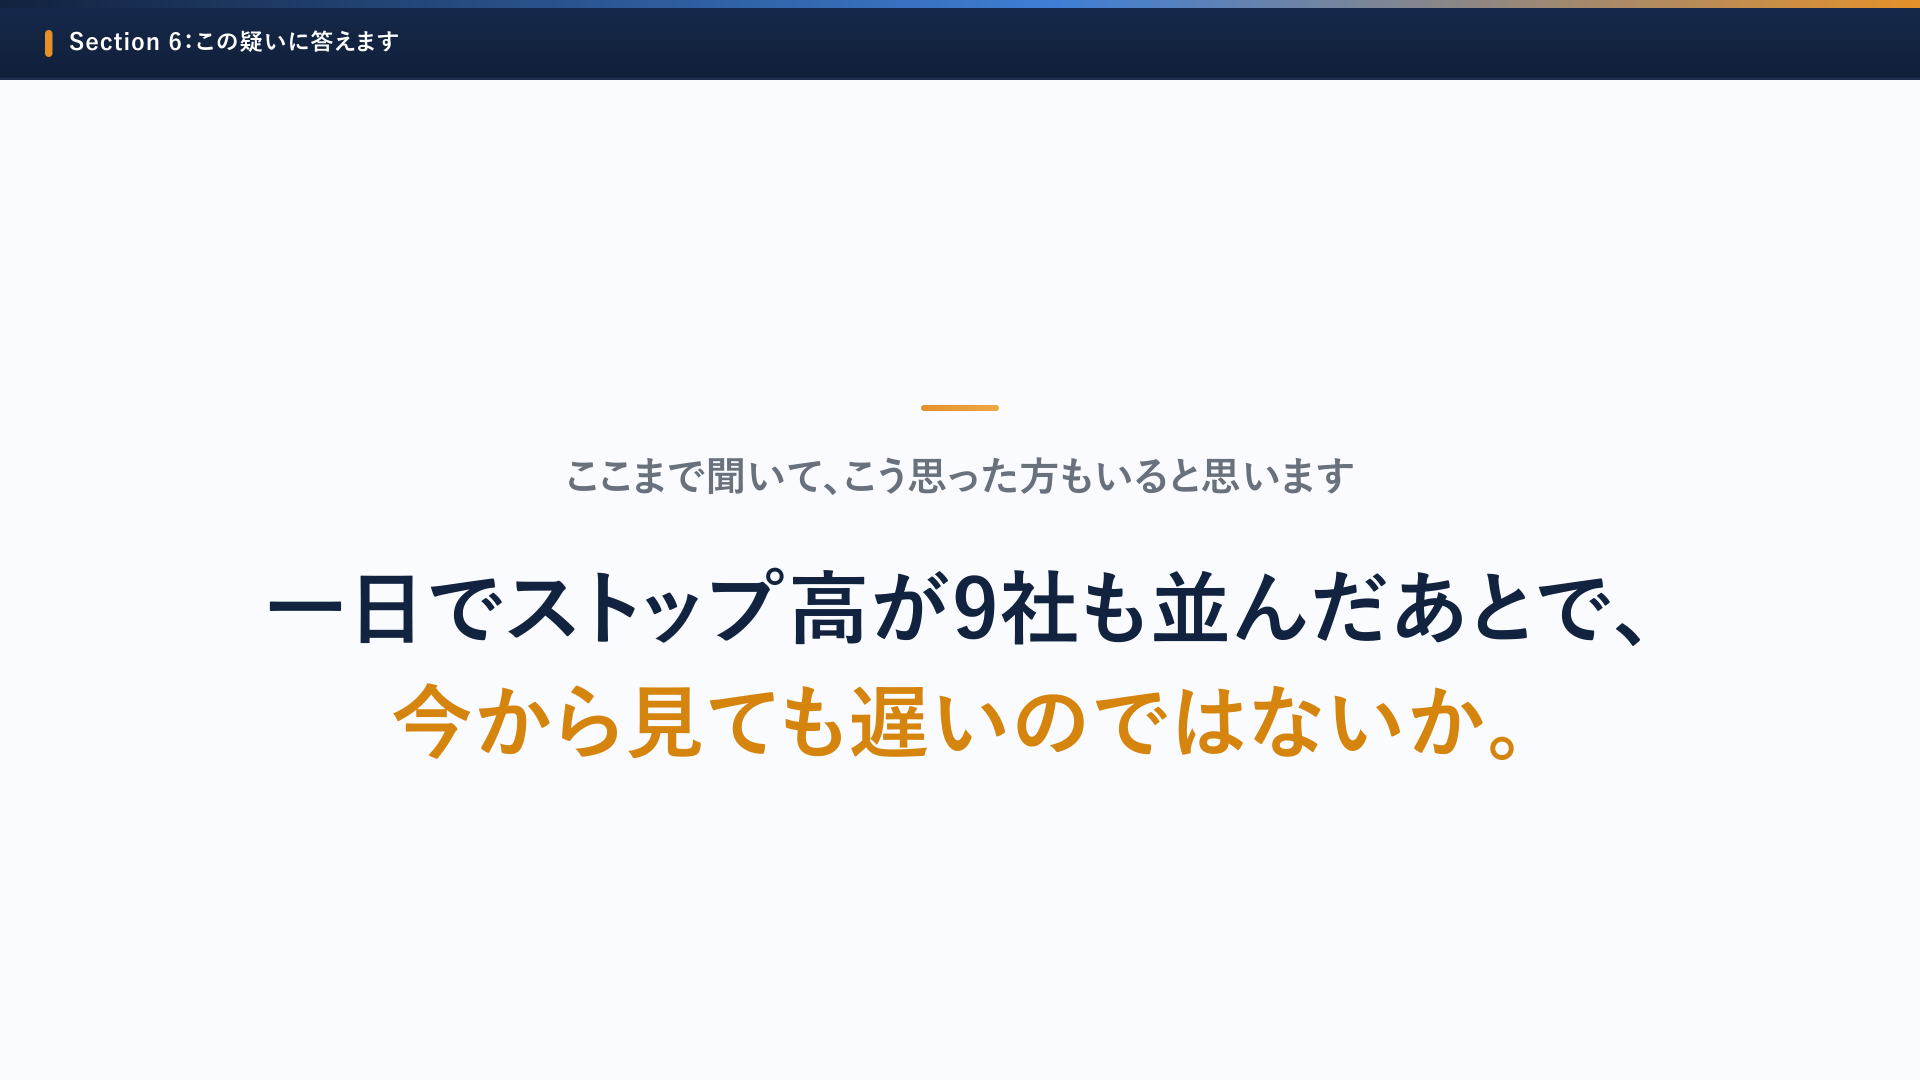 Section 6：この疑いに答えます
ここまで聞いて、こう思った方もいると思います
一日でストップ高が9社も並んだあとで、
今から見ても遅いのではないか。